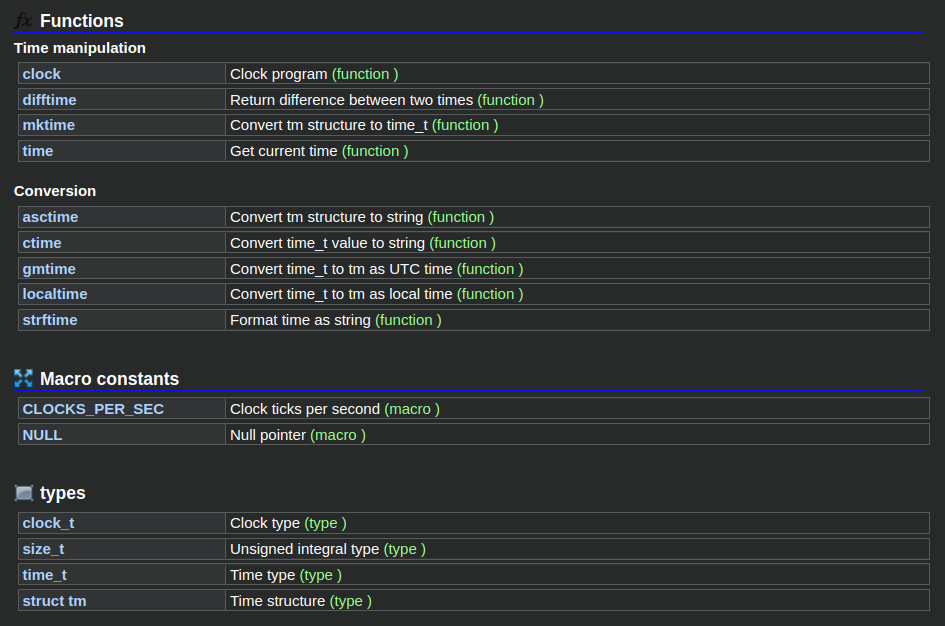 fx Functions
Time manipulation
clock Clock program (function )
difftime Return difference between two times (function )
mktime Convert tm structure to time_t (function )
time Get current time (function )
Conversion
asctime Convert tm structure to string (function )
ctime Convert time_t value to string (function )
gmtime Convert time_t to tm as UTC time (function )
localtime Convert time_t to tm as local time (function )
strftime Format time as string (function )
Macro constants
CLOCKS_PER_SEC Clock ticks per second (macro )
NULL Null pointer (macro )
types
clock_t Clock type (type )
size_t Unsigned integral type (type )
time_t Time type (type )
struct tm Time structure (type )